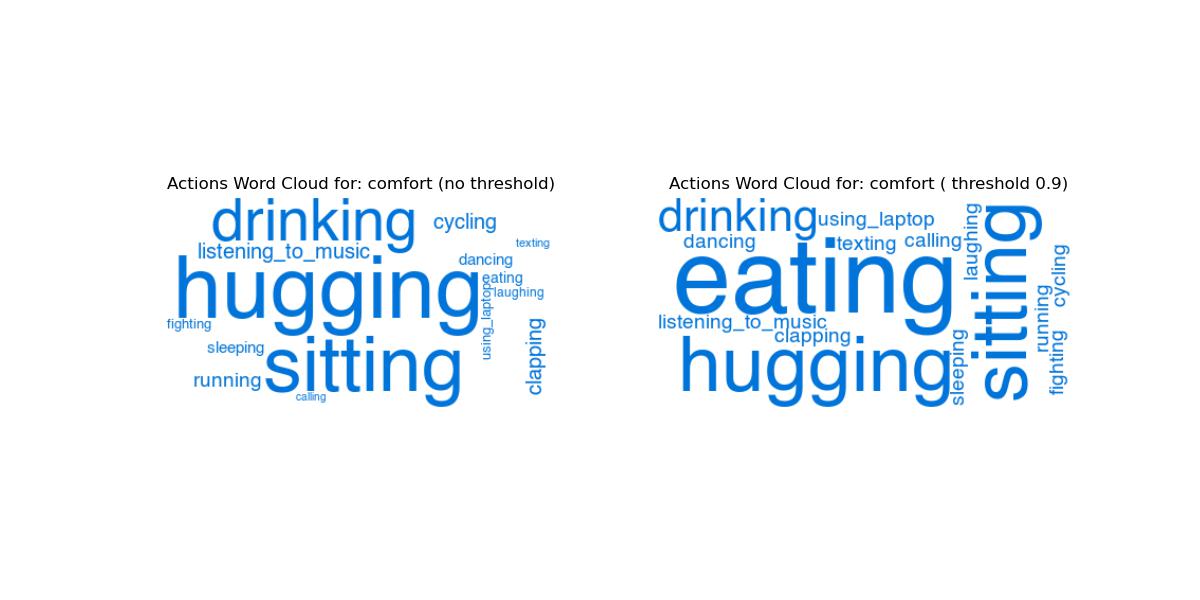 Actions Word Cloud for: comfort (no threshold)
drinking
cycling
texting
listening_to_music
dancing
hugging
eating
laughing
using_laptop
fighting
clapping
sleeping
sitting
running
calling
Actions Word Cloud for: comfort ( threshold 0.9)
drinking
using_laptop
laughing
sitting
dancing
texting
calling
eating
cycling
running
listening_to_music
clapping
hugging
sleeping
fighting